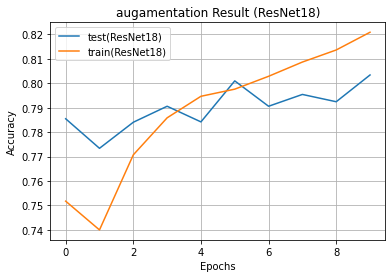 augamentation Result (ResNet18)
test(ResNet18)
train(ResNet18)
Accuracy
0.82
0.81
0.80
0.79
0.78
0.77
0.76
0.75
0.74
0 2 4 6 8
Epochs